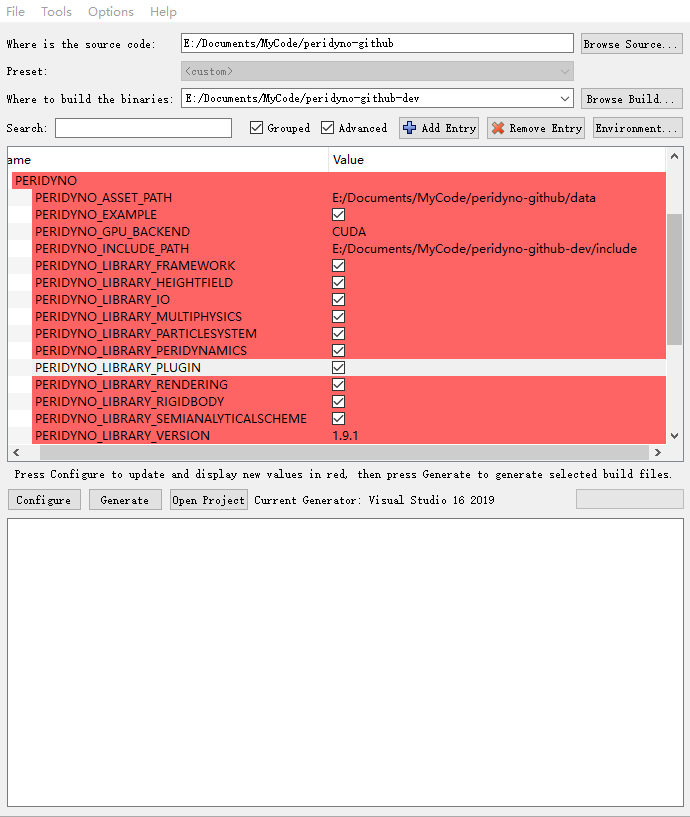 File Tools Options Help
Where is the source code: E:/Documents/MyCode/peridyno-github Browse Source...
Preset: <custom>
Where to build the binaries: E:/Documents/MyCode/peridyno-github-dev Browse Build...
Search: Grouped Advanced Add Entry Remove Entry Environment...
ame Value
PERIDYNO
PERIDYNO_ASSET_PATH E:/Documents/MyCode/peridyno-github/data
PERIDYNO_EXAMPLE
PERIDYNO_GPU_BACKEND CUDA
PERIDYNO_INCLUDE_PATH E:/Documents/MyCode/peridyno-github-dev/include
PERIDYNO_LIBRARY_FRAMEWORK
PERIDYNO_LIBRARY_HEIGHTFIELD
PERIDYNO_LIBRARY_IO
PERIDYNO_LIBRARY_MULTIPHYSICS
PERIDYNO_LIBRARY_PARTICLESYSTEM
PERIDYNO_LIBRARY_PERIDYNAMICS
PERIDYNO_LIBRARY_PLUGIN
PERIDYNO_LIBRARY_RENDERING
PERIDYNO_LIBRARY_RIGIDBODY
PERIDYNO_LIBRARY_SEMIANALYTICALSCHEME
PERIDYNO_LIBRARY_VERSION 1.9.1
Press Configure to update and display new values in red, then press Generate to generate selected build files.
Configure Generate Open Project Current Generator: Visual Studio 16 2019